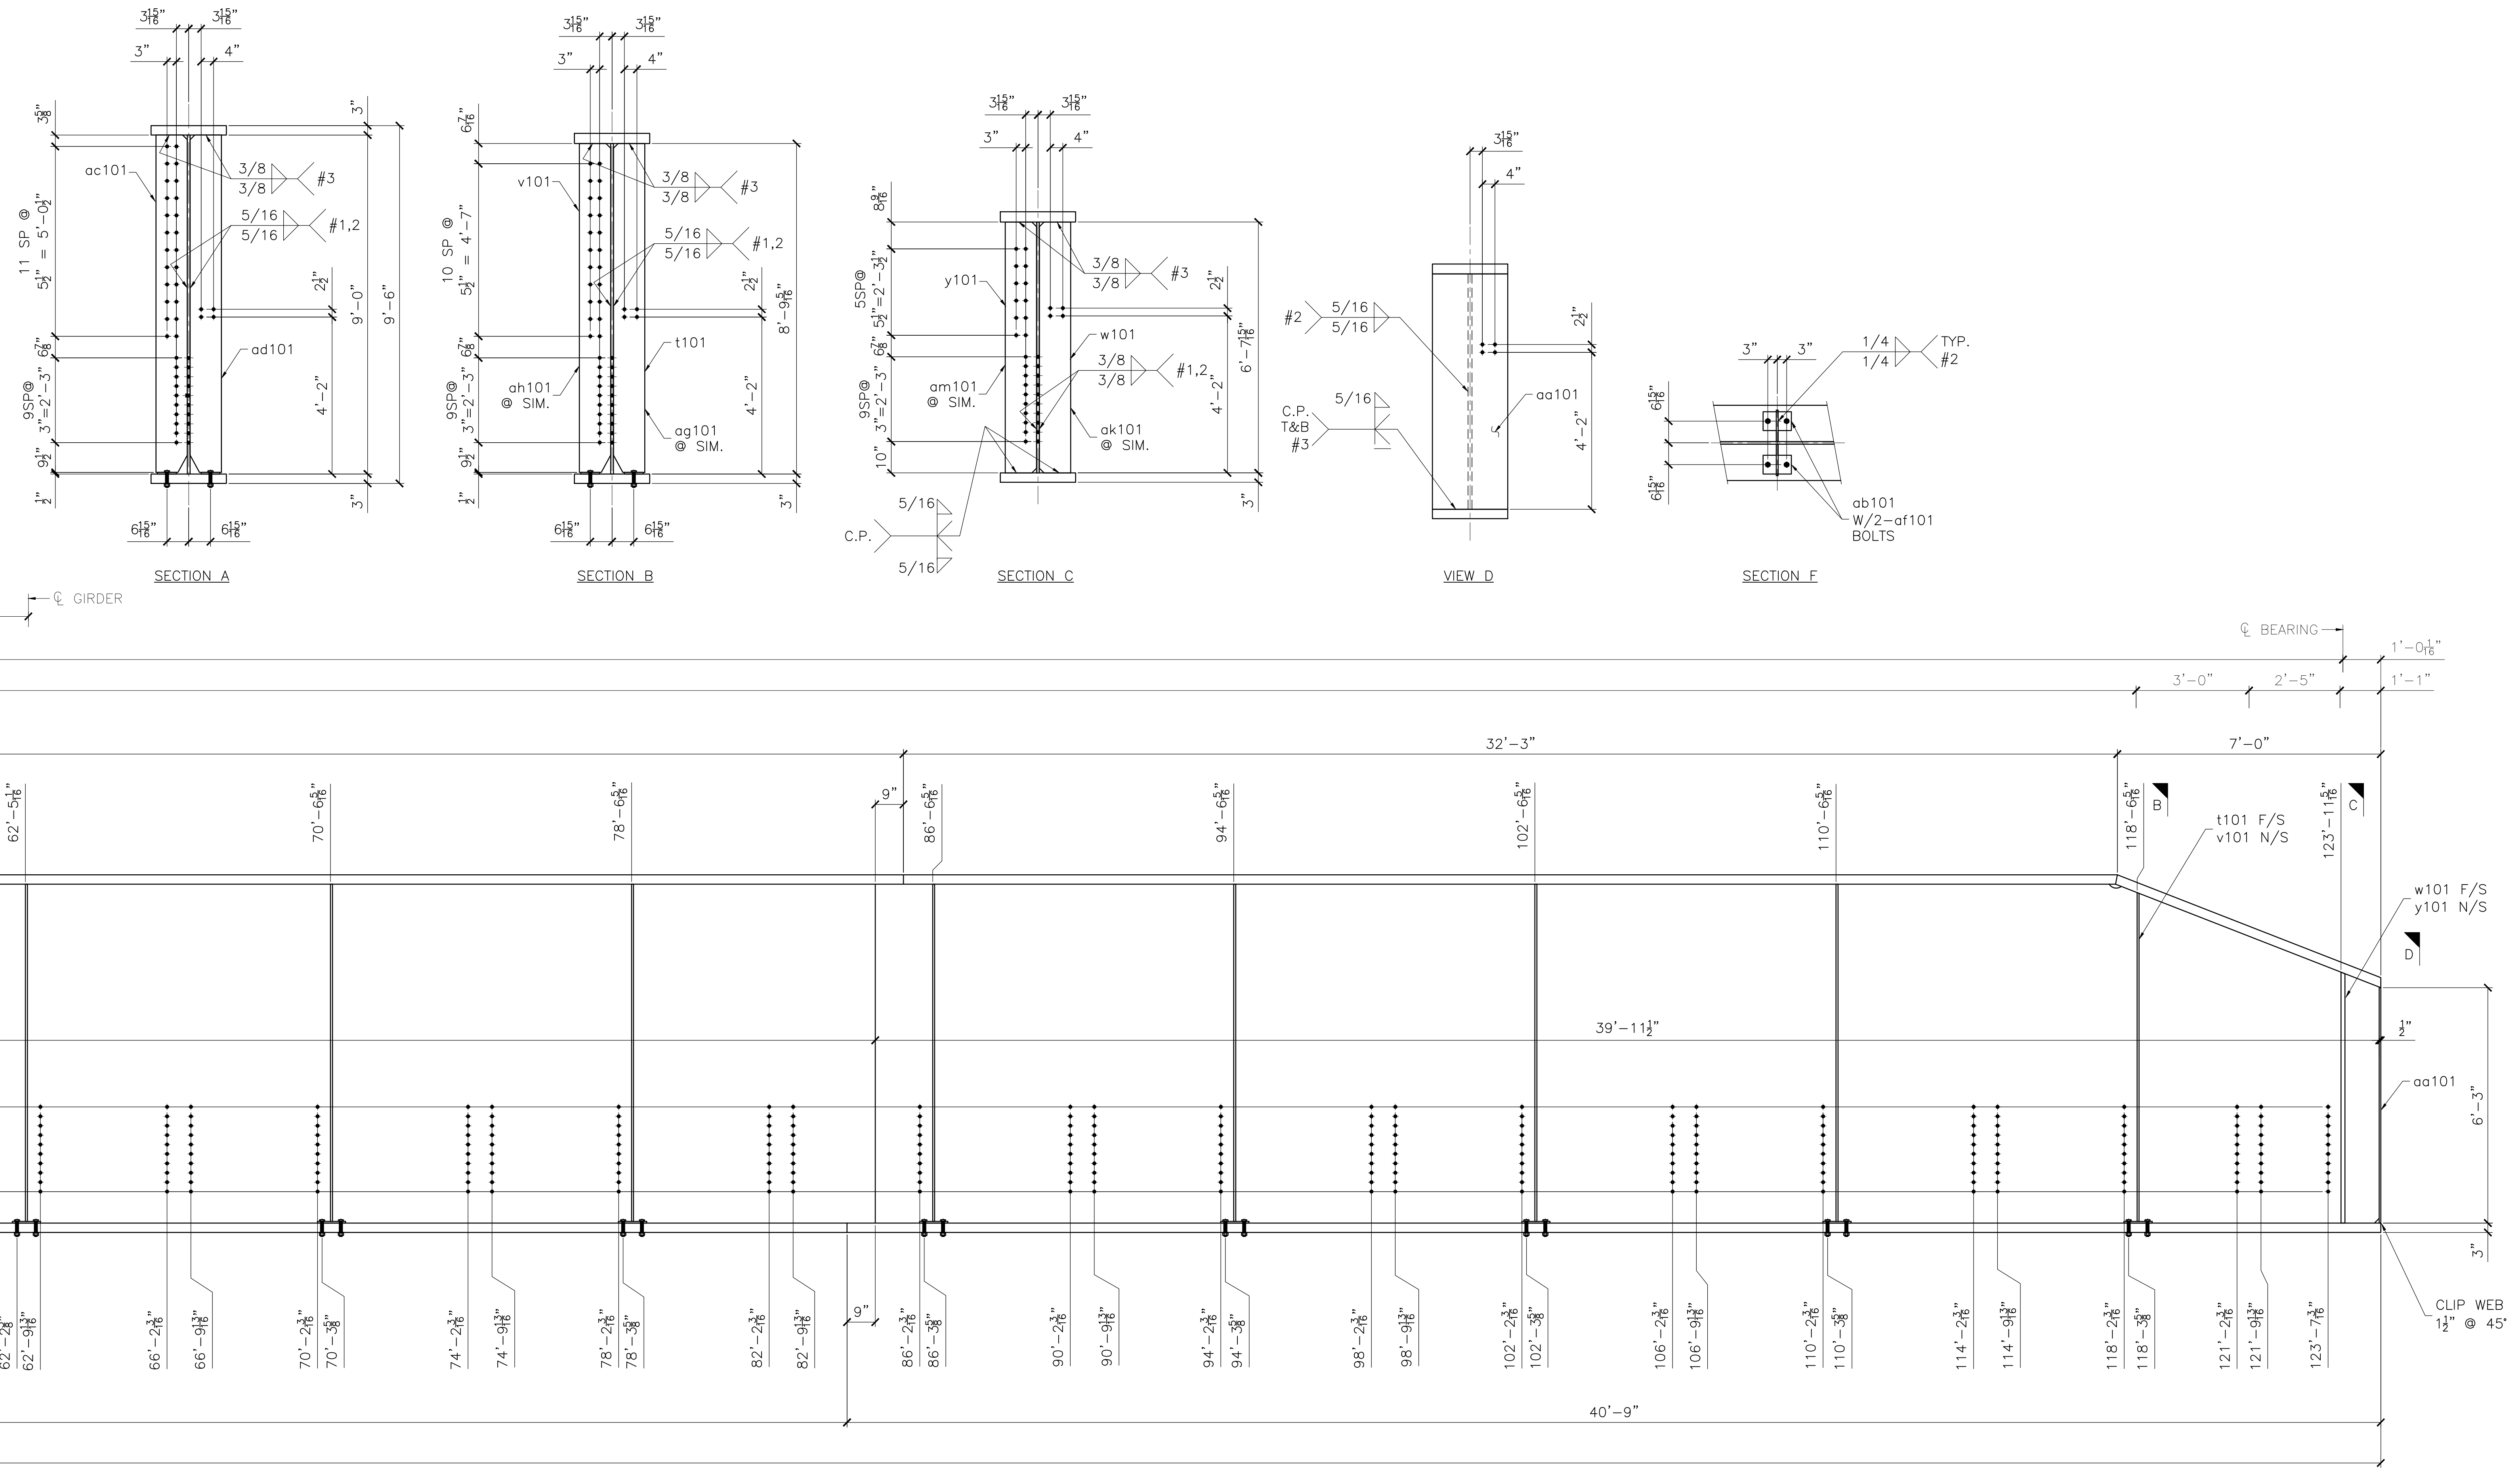 3 15/16"
3 15/16"
3"
4"
3 5/8"
11 SP @
5 1/2" = 5'-0 1/2"
6 7/8"
9SP@
3"=2'-3"
9 1/2"
1/2"
ac101
3/8
3/8
#3
5/16
5/16
#1,2
ad101
2 1/2"
4'-2"
3"
9'-0"
9'-6"
3"
6 15/16"
6 15/16"
SECTION A
3 15/16"
3 15/16"
3"
4"
6 7/16"
10 SP @
5 1/2" = 4'-7"
6 7/8"
9SP@
3"=2'-3"
9 1/2"
1/2"
v101
3/8
3/8
#3
5/16
5/16
#1,2
t101
ah101
@ SIM.
ag101
@ SIM.
2 1/2"
4'-2"
8'-9 5/16"
3"
6 15/16"
6 15/16"
SECTION B
3 15/16"
3 15/16"
3"
4"
8 9/16"
5SP@
5 1/2"=2'-3 1/2"
6 7/8"
9SP@
3"=2'-3"
10"
y101
3/8
3/8
#3
w101
3/8
3/8
#1,2
am101
@ SIM.
ak101
@ SIM.
2 1/2"
4'-2"
6'-7 15/16"
3"
C.P.
5/16
5/16
SECTION C
3 15/16"
4"
#2
5/16
5/16
C.P.
T&B
#3
5/16
aa101
2 1/2"
4'-2"
VIEW D
3"
3"
1/4
1/4
TYP.
#2
6 15/16"
6 15/16"
ab101
W/2-af101
BOLTS
SECTION F
℄ GIRDER
℄ BEARING
1'-0 1/16"
3'-0"
2'-5"
1'-1"
32'-3"
7'-0"
62'-5 1/16"
70'-6 5/16"
78'-6 5/16"
9"
86'-6 5/16"
94'-6 5/16"
102'-6 5/16"
110'-6 5/16"
118'-6 5/16"
B
123'-11 5/16"
C
t101 F/S
v101 N/S
w101 F/S
y101 N/S
D
39'-11 1/2"
1/2"
aa101
6'-3"
3"
CLIP WEB
1 1/2" @ 45°
9"
62'-9 13/16"
66'-2 3/16"
66'-9 13/16"
70'-2 3/16"
70'-3 5/8"
74'-2 3/16"
74'-9 13/16"
78'-2 3/16"
78'-3 5/8"
82'-2 3/16"
82'-9 13/16"
86'-2 3/16"
86'-3 5/8"
90'-2 3/16"
90'-9 13/16"
94'-2 3/16"
94'-3 5/8"
98'-2 3/16"
98'-9 13/16"
102'-2 3/16"
102'-3 5/8"
106'-2 3/16"
106'-9 13/16"
110'-2 3/16"
110'-3 5/8"
114'-2 3/16"
114'-9 13/16"
118'-2 3/16"
118'-3 5/8"
121'-2 3/16"
121'-9 13/16"
123'-7 3/16"
40'-9"